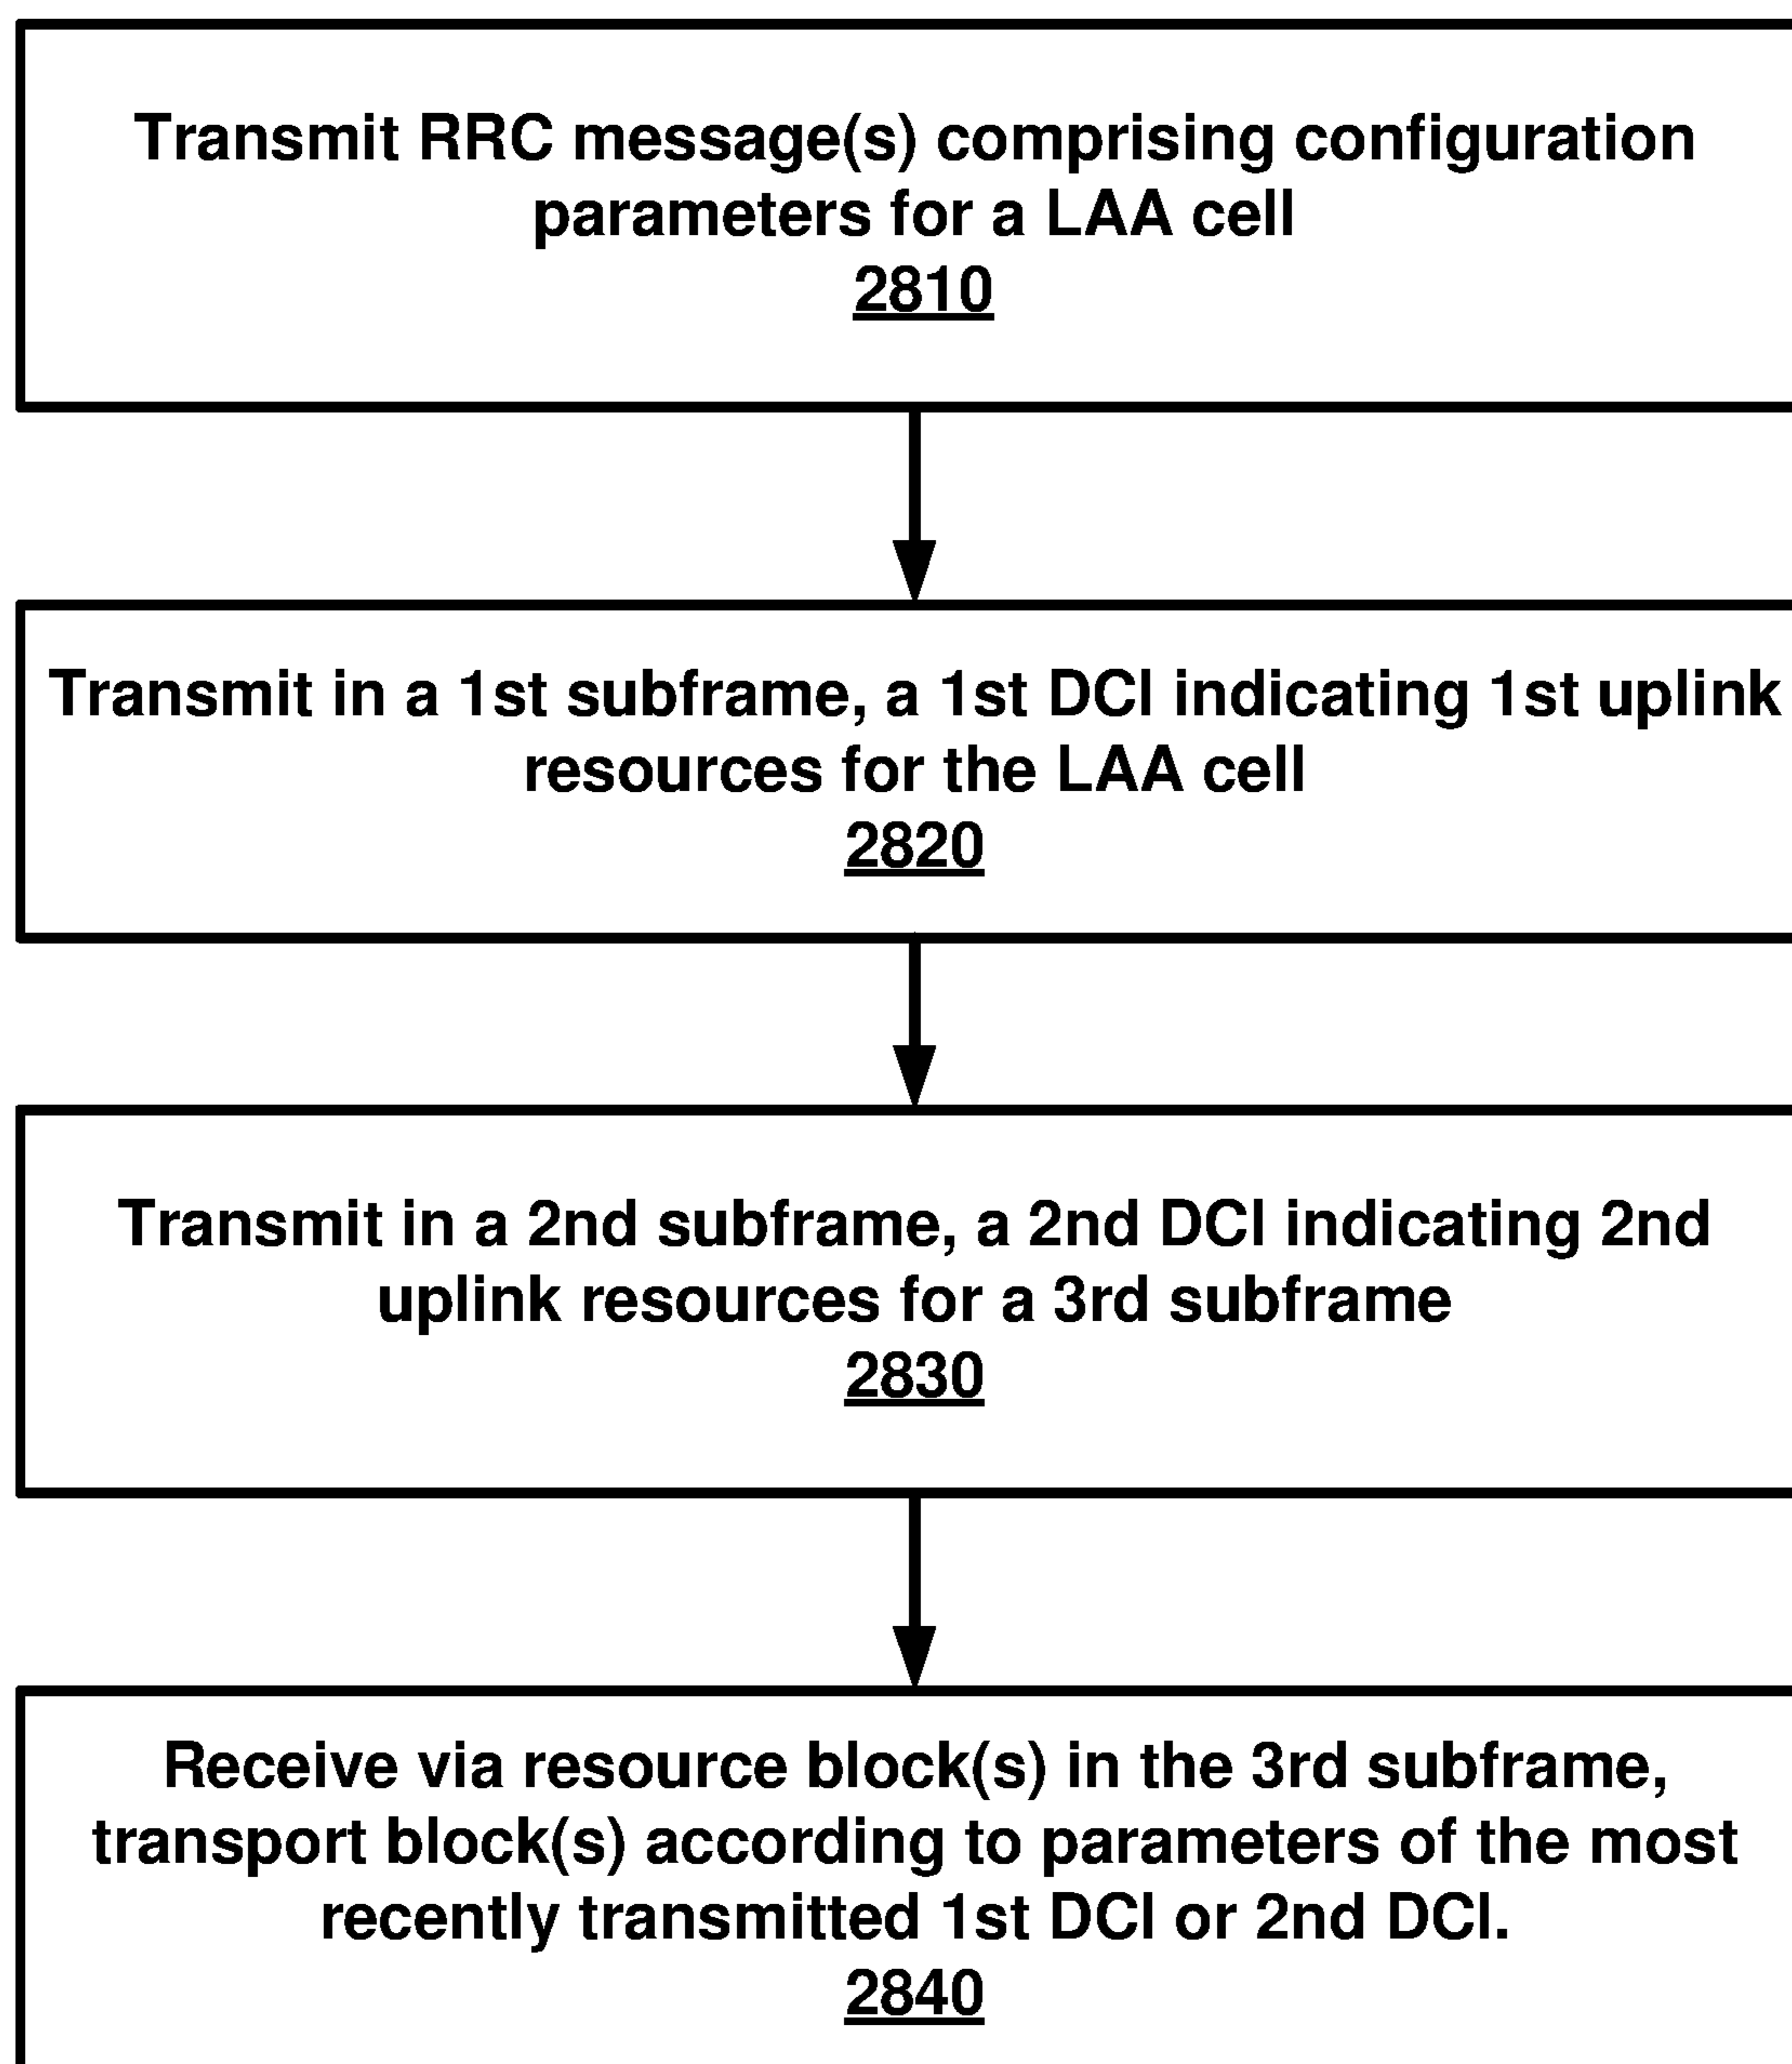 Transmit RRC message(s) comprising configuration
parameters for a LAA cell
2810
Transmit in a 1st subframe, a 1st DCI indicating 1st uplink
resources for the LAA cell
2820
Transmit in a 2nd subframe, a 2nd DCI indicating 2nd
uplink resources for a 3rd subframe
2830
Receive via resource block(s) in the 3rd subframe,
transport block(s) according to parameters of the most
recently transmitted 1st DCI or 2nd DCI.
2840